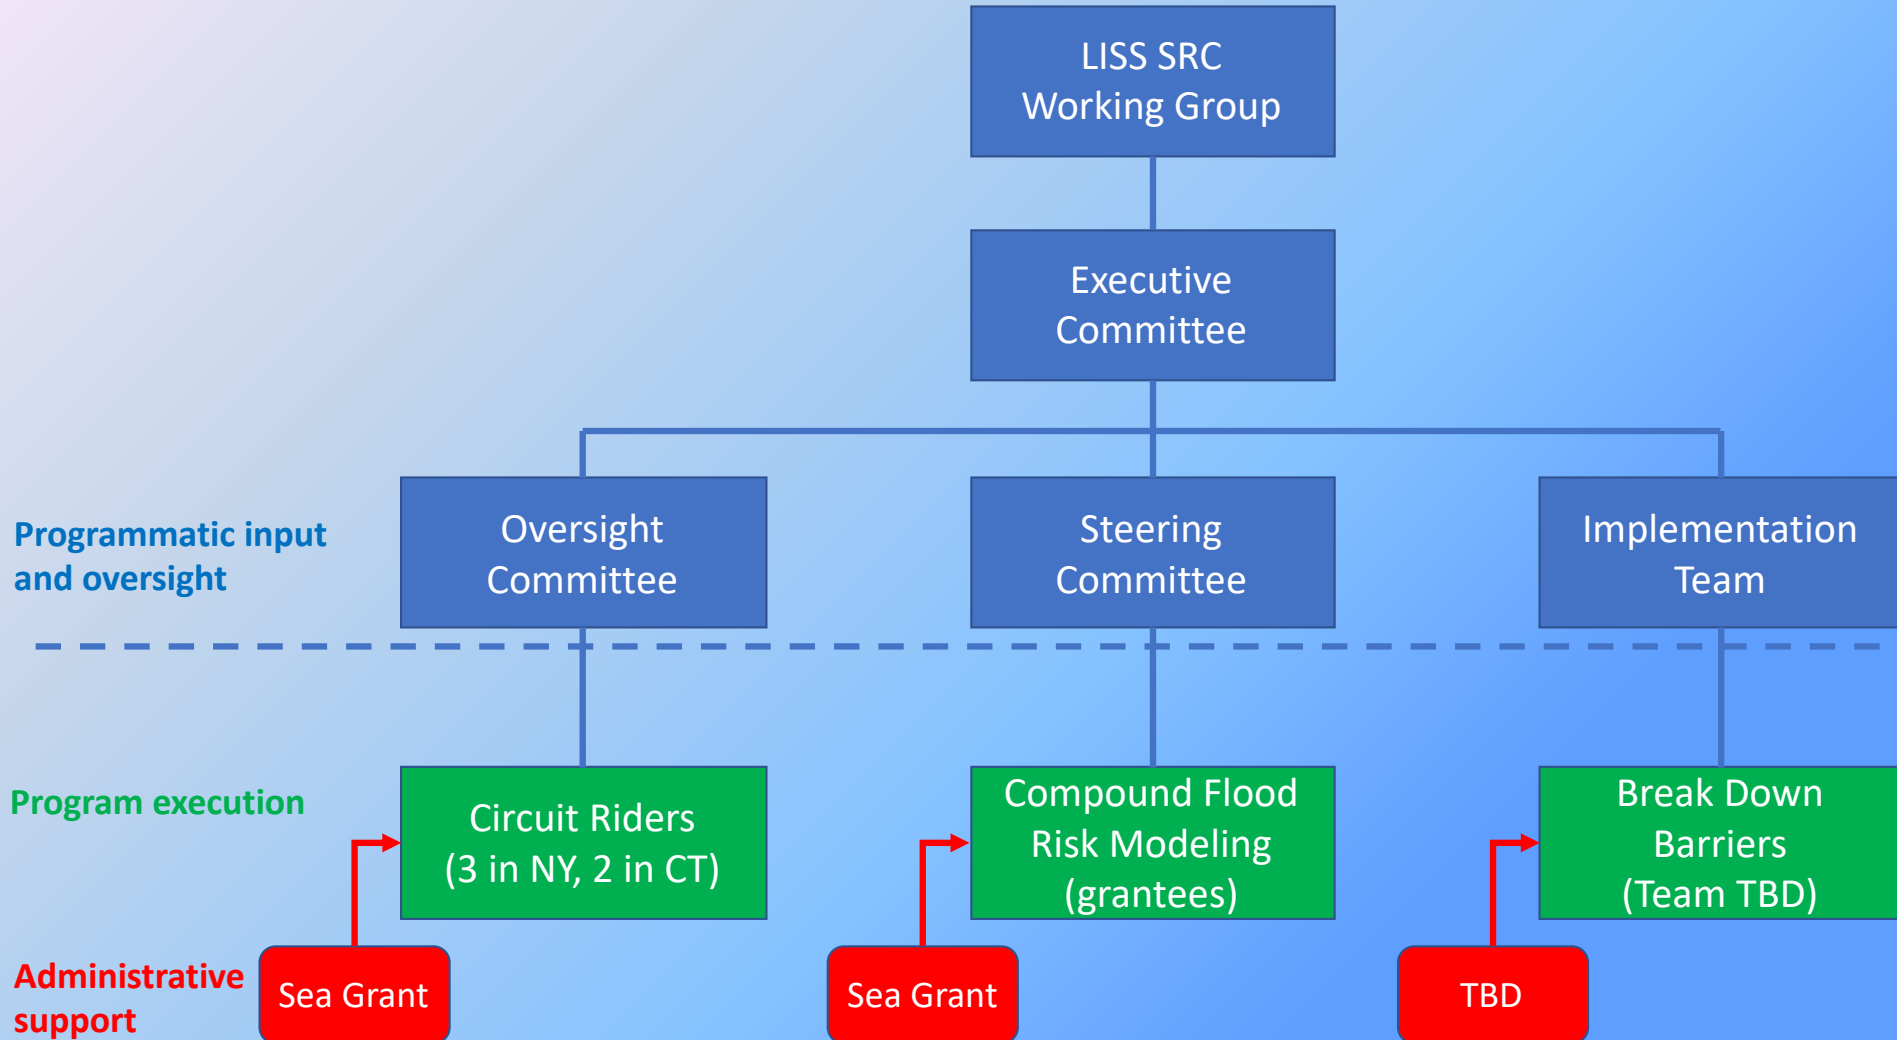 LISS SRC
Working Group
Executive
Committee
Programmatic input
and oversight
Oversight
Committee
Steering
Committee
Implementation
Team
Program execution
Circuit Riders
(3 in NY, 2 in CT)
Compound Flood
Risk Modeling
(grantees)
Break Down
Barriers
(Team TBD)
Administrative
support
Sea Grant
Sea Grant
TBD